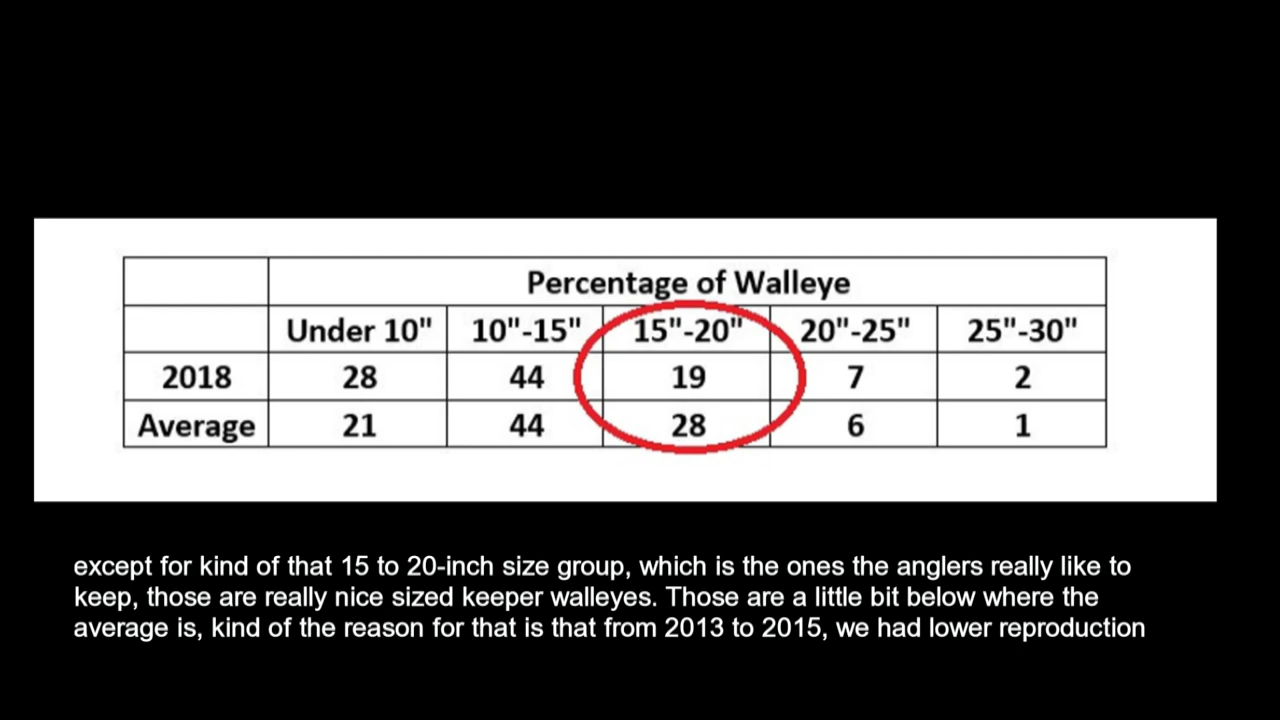 Percentage of Walleye
Under 10" 10"-15" 15"-20" 20"-25" 25"-30"
2018 28 44 19 7 2
Average 21 44 28 6 1
except for kind of that 15 to 20-inch size group, which is the ones the anglers really like to
keep, those are really nice sized keeper walleyes. Those are a little bit below where the
average is, kind of the reason for that is that from 2013 to 2015, we had lower reproduction